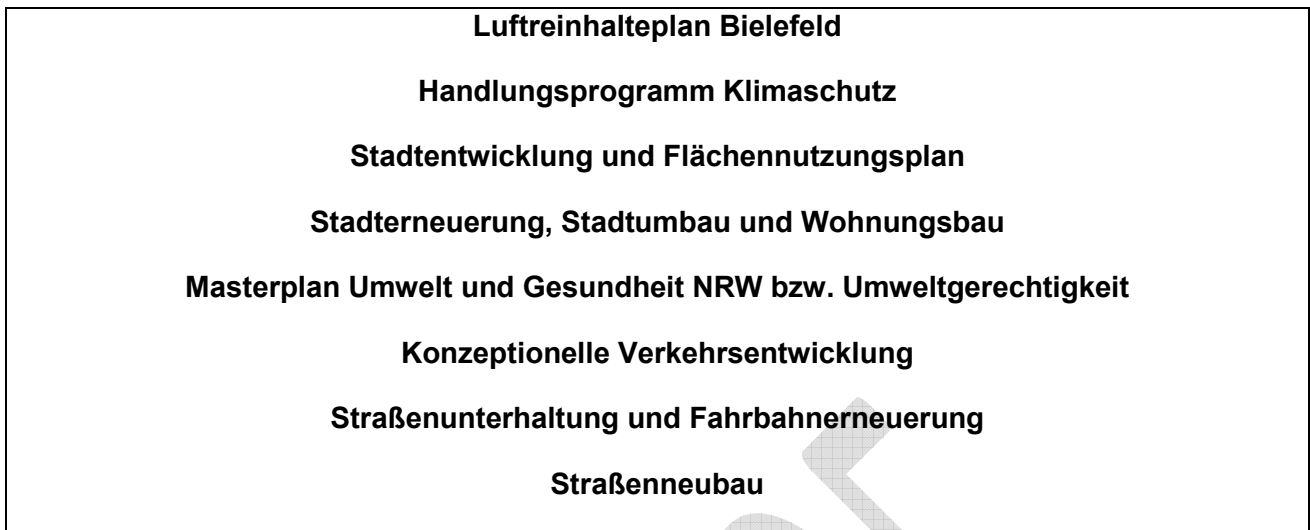 Luftreinhalteplan Bielefeld
Handlungsprogramm Klimaschutz
Stadtentwicklung und Flächennutzungsplan
Stadterneuerung, Stadtumbau und Wohnungsbau
Masterplan Umwelt und Gesundheit NRW bzw. Umweltgerechtigkeit
Konzeptionelle Verkehrsentwicklung
Straßenunterhaltung und Fahrbahnerneuerung
Straßenneubau